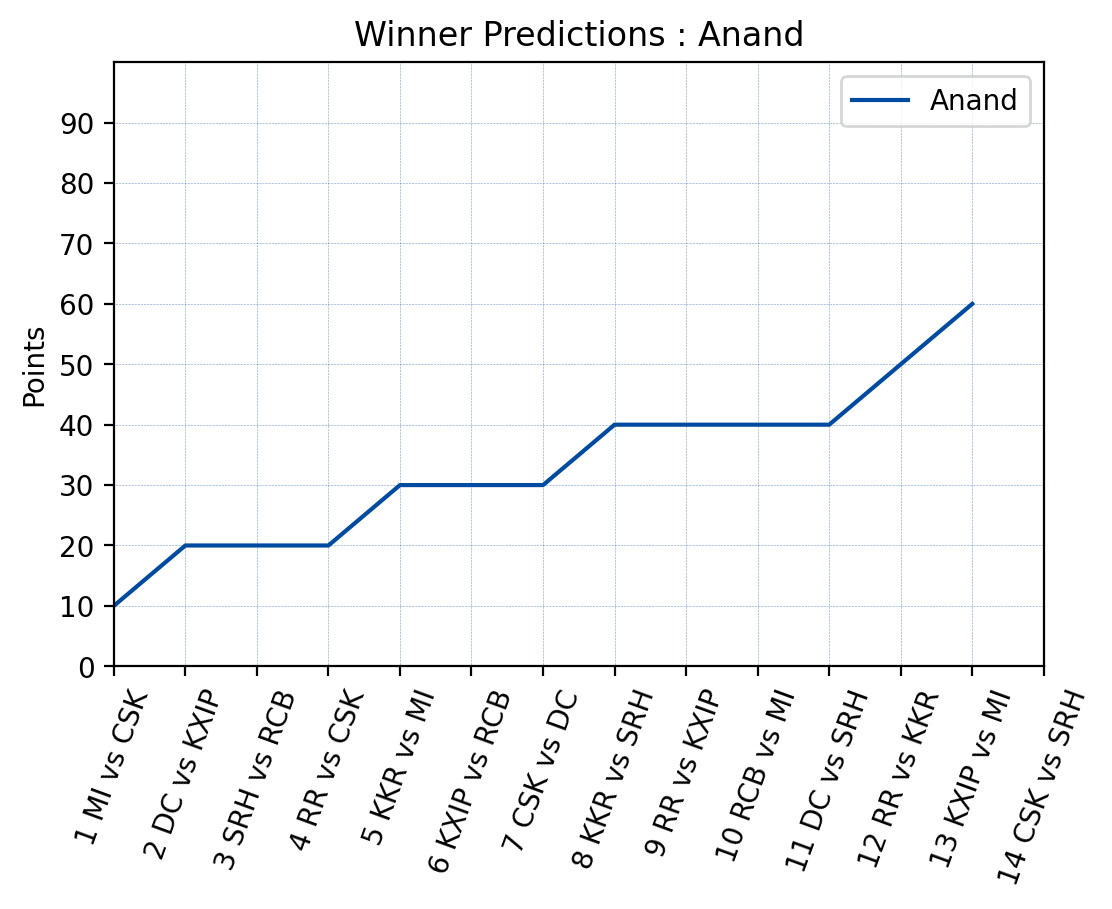 Winner Predictions : Anand
Anand
Points
90
80
70
60
50
40
30
20
10
0
1 MI vs CSK
2 DC vs KXIP
3 SRH vs RCB
4 RR vs CSK
5 KKR vs MI
6 KXIP vs RCB
7 CSK vs DC
8 KKR vs SRH
9 RR vs KXIP
10 RCB vs MI
11 DC vs SRH
12 RR vs KKR
13 KXIP vs MI
14 CSK vs SRH